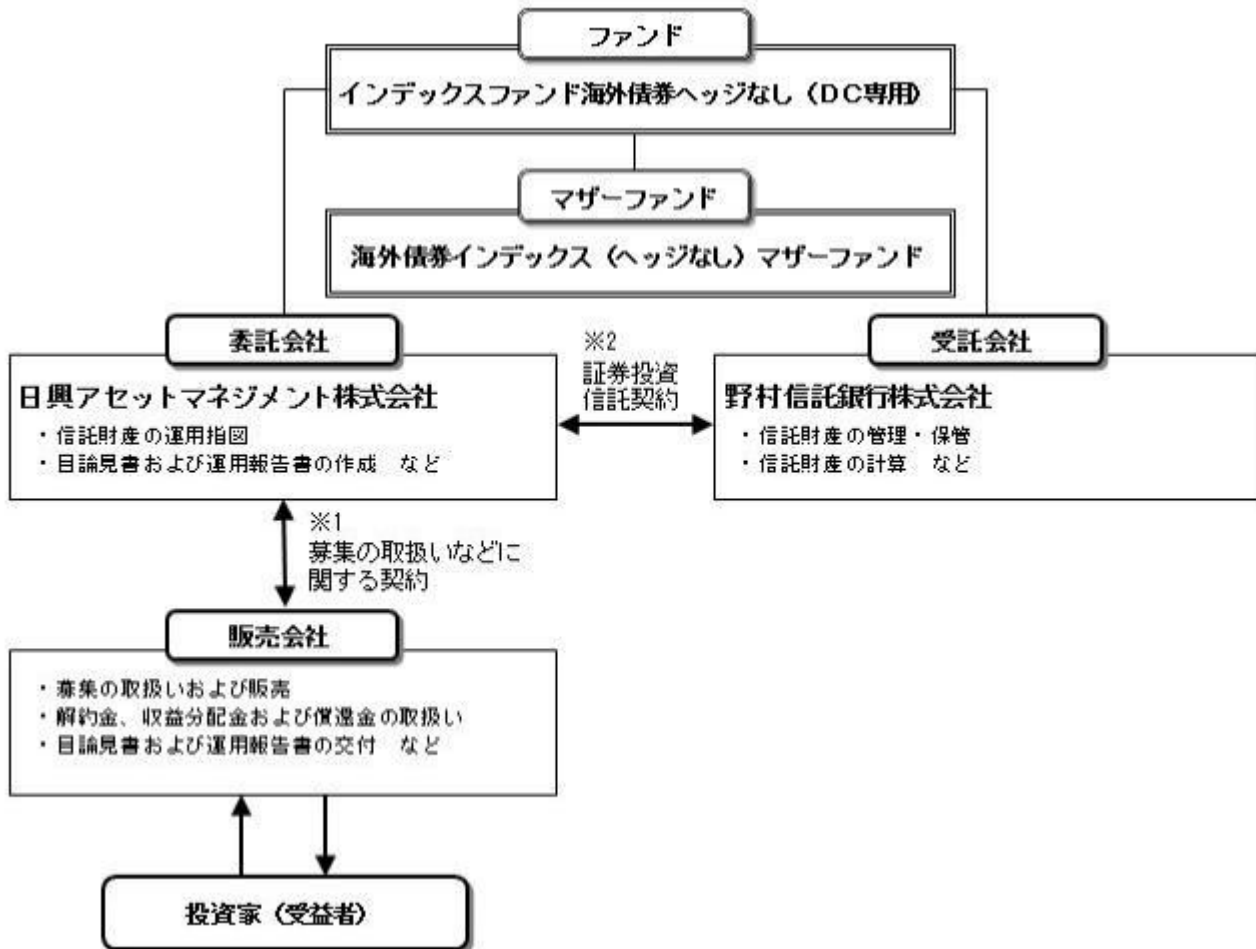 ファンド
インデックスファンド海外債券ヘッジなし（DC専用）
マザーファンド
海外債券インデックス（ヘッジなし）マザーファンド
委託会社
日興アセットマネジメント株式会社
・信託財産の運用指図
・目論見書および運用報告書の作成　など
※2
証券投資
信託契約
受託会社
野村信託銀行株式会社
・信託財産の管理・保管
・信託財産の計算　など
※1
募集の取扱いなどに
関する契約
販売会社
・募集の取扱いおよび販売
・解約金、収益分配金および償還金の取扱い
・目論見書および運用報告書の交付　など
投資家（受益者）